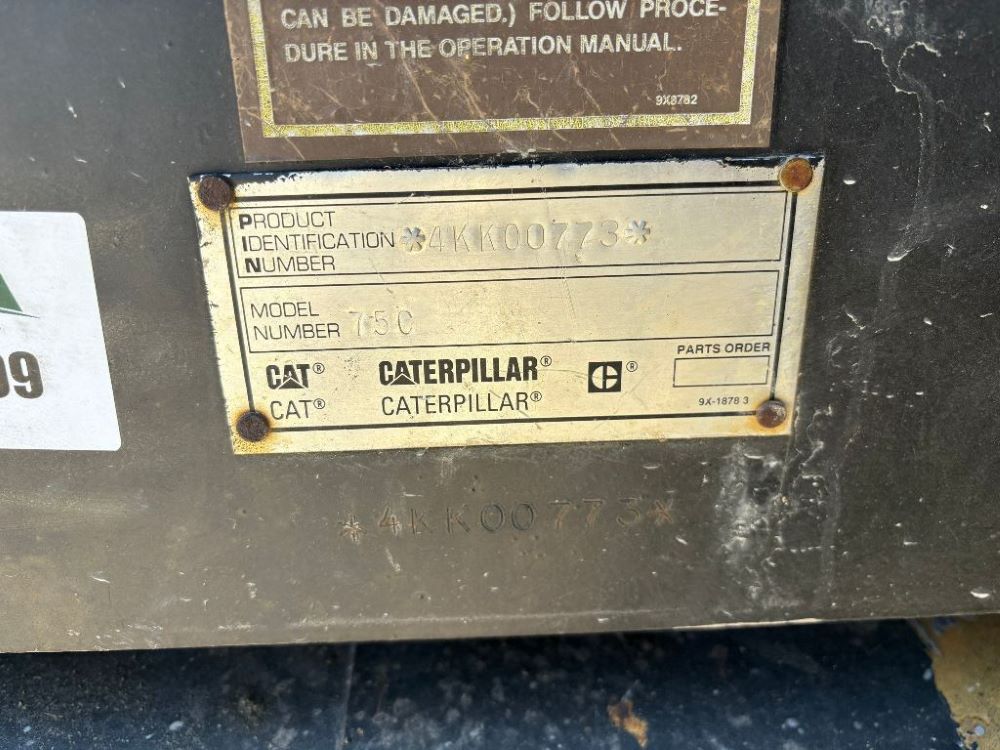 CAN BE DAMAGED.) FOLLOW PROCE-
DURE IN THE OPERATION MANUAL.
9X8782
PRODUCT
IDENTIFICATION *4KK00773*
NUMBER
MODEL
NUMBER 75C
PARTS ORDER
CAT® CATERPILLAR® C®
CAT® CATERPILLAR®
9X-1878 3
09
*4KK00773*